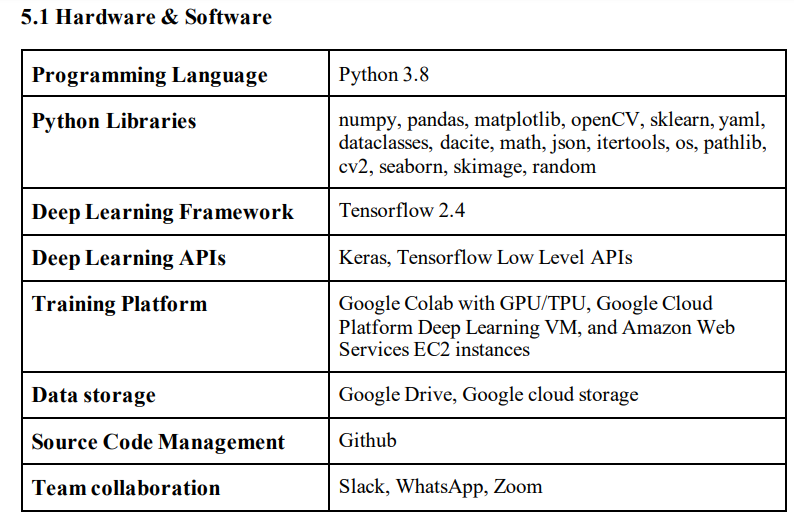 5.1 Hardware & Software
Programming Language
Python 3.8
Python Libraries
numpy, pandas, matplotlib, openCV, sklearn, yaml,
dataclasses, dacite, math, json, itertools, os, pathlib,
cv2, seaborn, skimage, random
Deep Learning Framework
Tensorflow 2.4
Deep Learning APIs
Keras, Tensorflow Low Level APIs
Training Platform
Google Colab with GPU/TPU, Google Cloud
Platform Deep Learning VM, and Amazon Web
Services EC2 instances
Data storage
Google Drive, Google cloud storage
Source Code Management
Github
Team collaboration
Slack, WhatsApp, Zoom